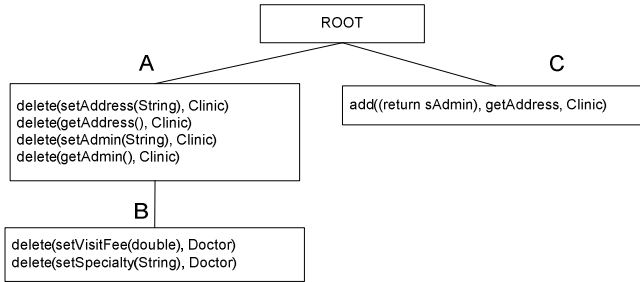 ROOT
A
C
delete(setAddress(String), Clinic)
delete(getAddress(), Clinic)
delete(setAdmin(String), Clinic)
delete(getAdmin(), Clinic)
add((return sAdmin), getAddress, Clinic)
B
delete(setVisitFee(double), Doctor)
delete(setSpecialty(String), Doctor)